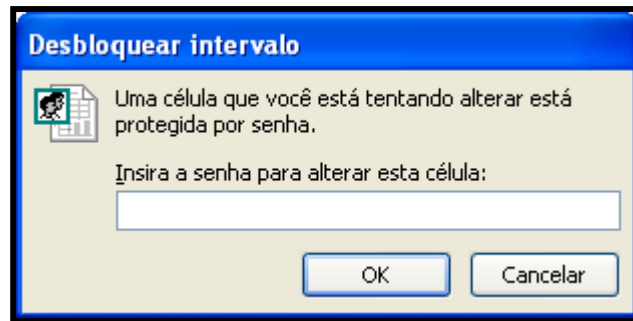 Desbloquear intervalo
Uma célula que você está tentando alterar está
protegida por senha.
Insira a senha para alterar esta célula:
OK
Cancelar